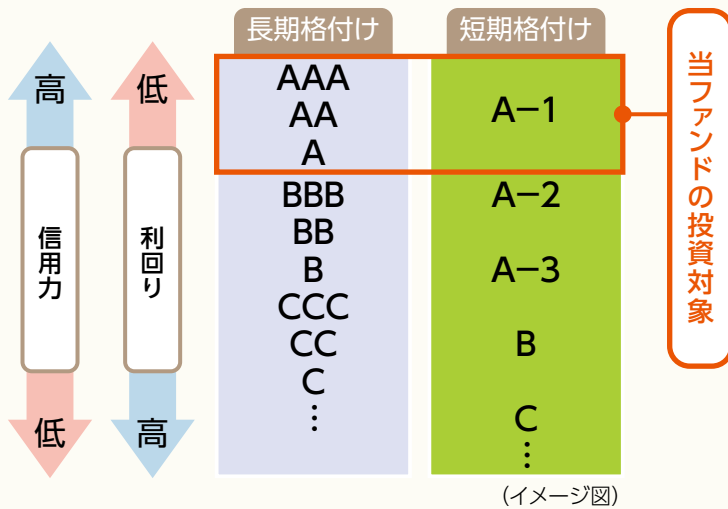 長期格付け
短期格付け
高
低
信用力
利回り
低
高
AAA
AA
A
BBB
BB
B
CCC
CC
C
⋮
A−1
A−2
A−3
B
C
⋮
当ファンドの投資対象
(イメージ図)